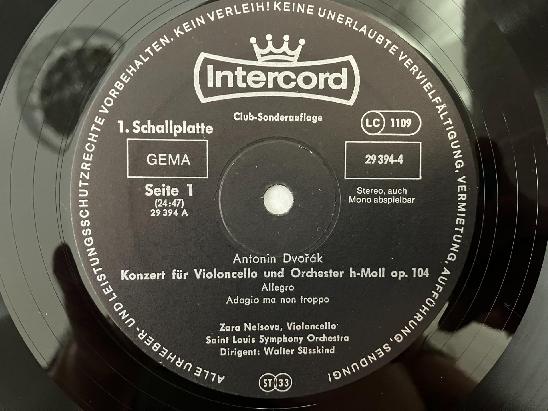 ALLE URHEBER- UND LEISTUNGSSCHUTZRECHTE VORBEHALTEN, KEIN VERLEIH! KEINE UNERLAUBTE VERVIELFÄLTIGUNG, VERMIETUNG, AUFFÜHRUNG, SENDUNG!
Intercord
Club-Sonderauflage
1. Schallplatte
LC 1109
GEMA
29 394-4
Seite 1
(24:47)
29 394 A
Stereo, auch
Mono abspielbar
Antonin Dvořák
Konzert für Violoncello und Orchester h-Moll op. 104
Allegro
Adagio ma non troppo
Zara Nelsova, Violoncello
Saint Louis Symphony Orchestra
Dirigent: Walter Süsskind
ST 33